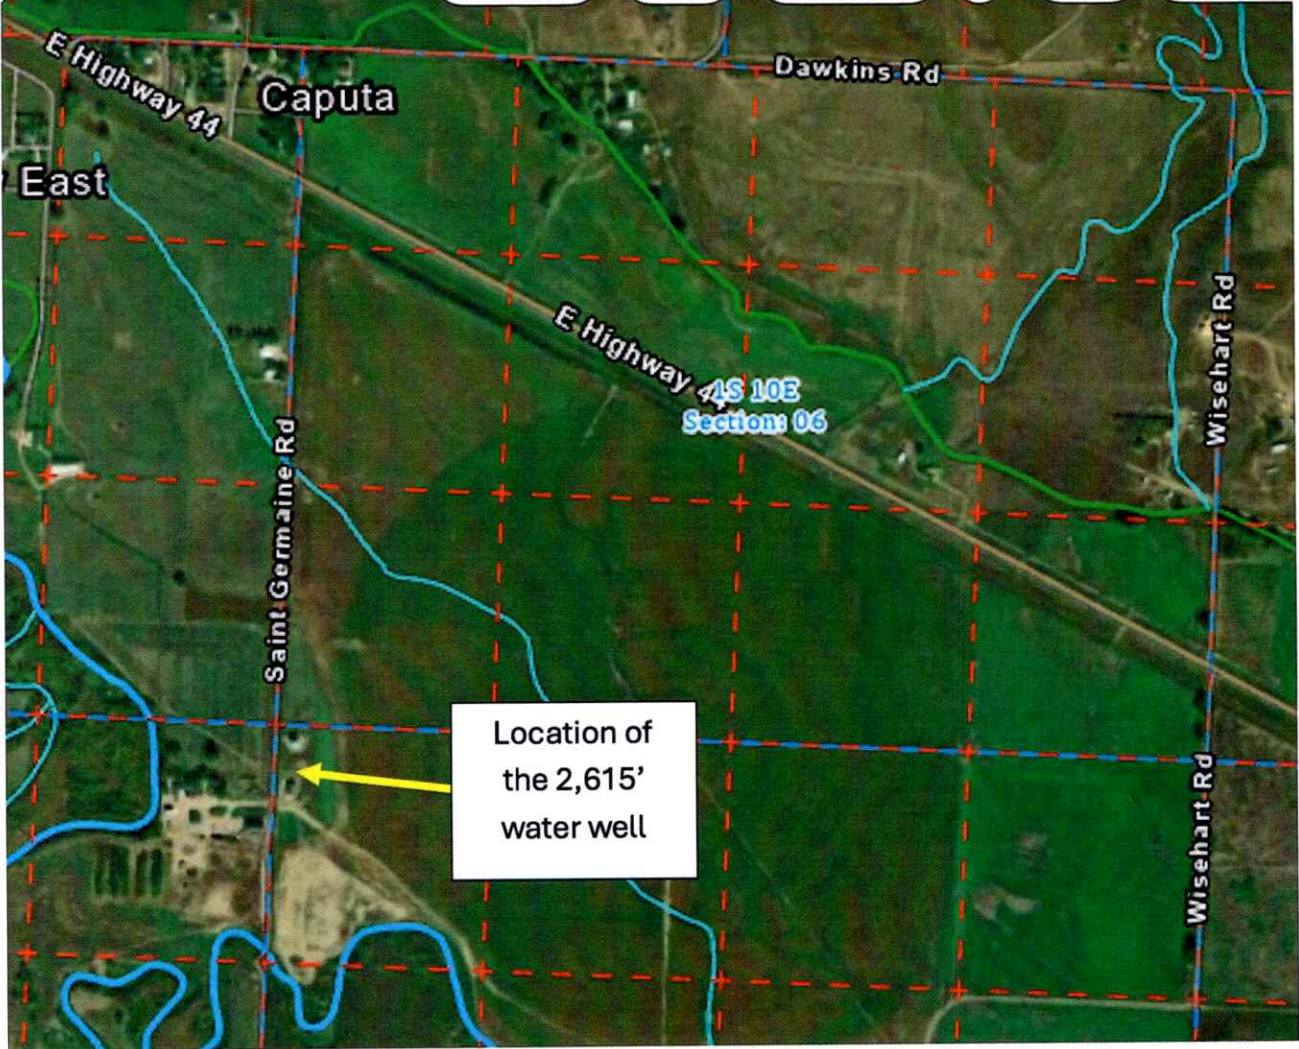 Dawkins Rd
E Highway 44
Caputa
East
E Highway 44
1S 10E
Section: 06
Wisehart Rd
Saint Germaine Rd
Location of
the 2,615’
water well
Wisehart Rd